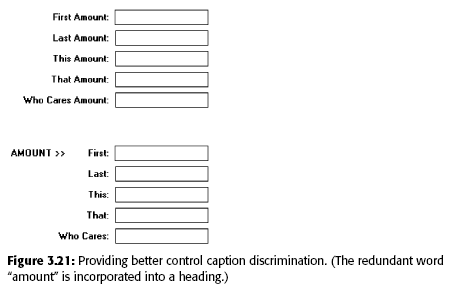 First Amount:
Last Amount:
This Amount:
That Amount:
Who Cares Amount:
AMOUNT >> First:
Last:
This:
That:
Who Cares:
Figure 3.21: Providing better control caption discrimination. (The redundant word
“amount” is incorporated into a heading.)